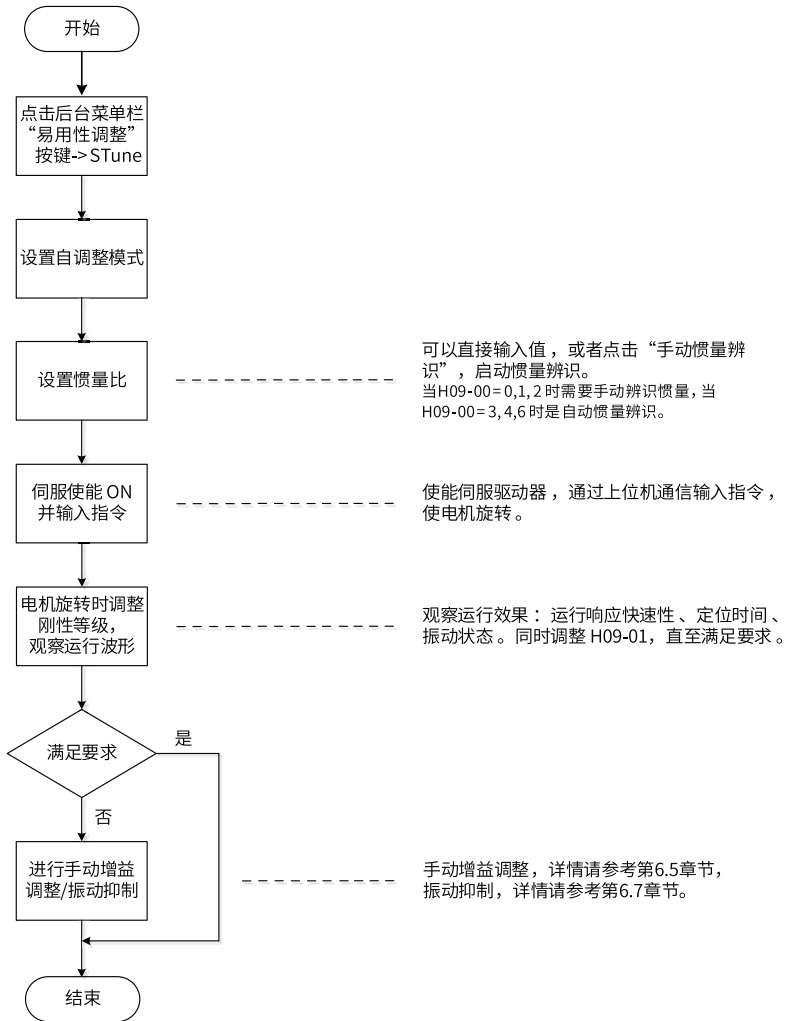 开始
点击后台菜单栏
“易用性调整”
按键->STune
设置自调整模式
设置惯量比
可以直接输入值，或者点击“手动惯量辨
识”，启动惯量辨识。
当H09-00=0,1, 2 时需要手动辨识惯量，当
H09-00=3, 4,6 时是自动惯量辨识。
伺服使能 ON
并输入指令
使能伺服驱动器，通过上位机通信输入指令，
使电机旋转。
电机旋转时调整
刚性等级，
观察运行波形
观察运行效果：运行响应快速性、定位时间、
振动状态。同时调整 H09-01，直至满足要求。
满足要求
是
否
进行手动增益
调整/振动抑制
手动增益调整，详情请参考第6.5章节，
振动抑制，详情请参考第6.7章节。
结束